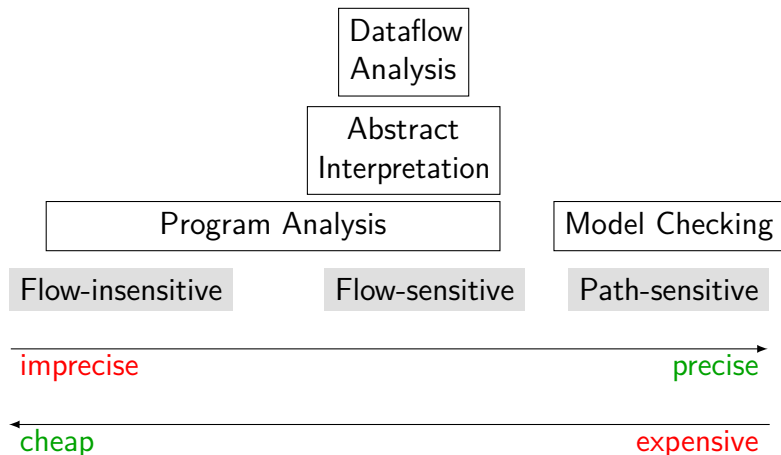 Dataflow
Analysis
Abstract
Interpretation
Program Analysis
Model Checking
Flow-insensitive
Flow-sensitive
Path-sensitive
imprecise
precise
cheap
expensive